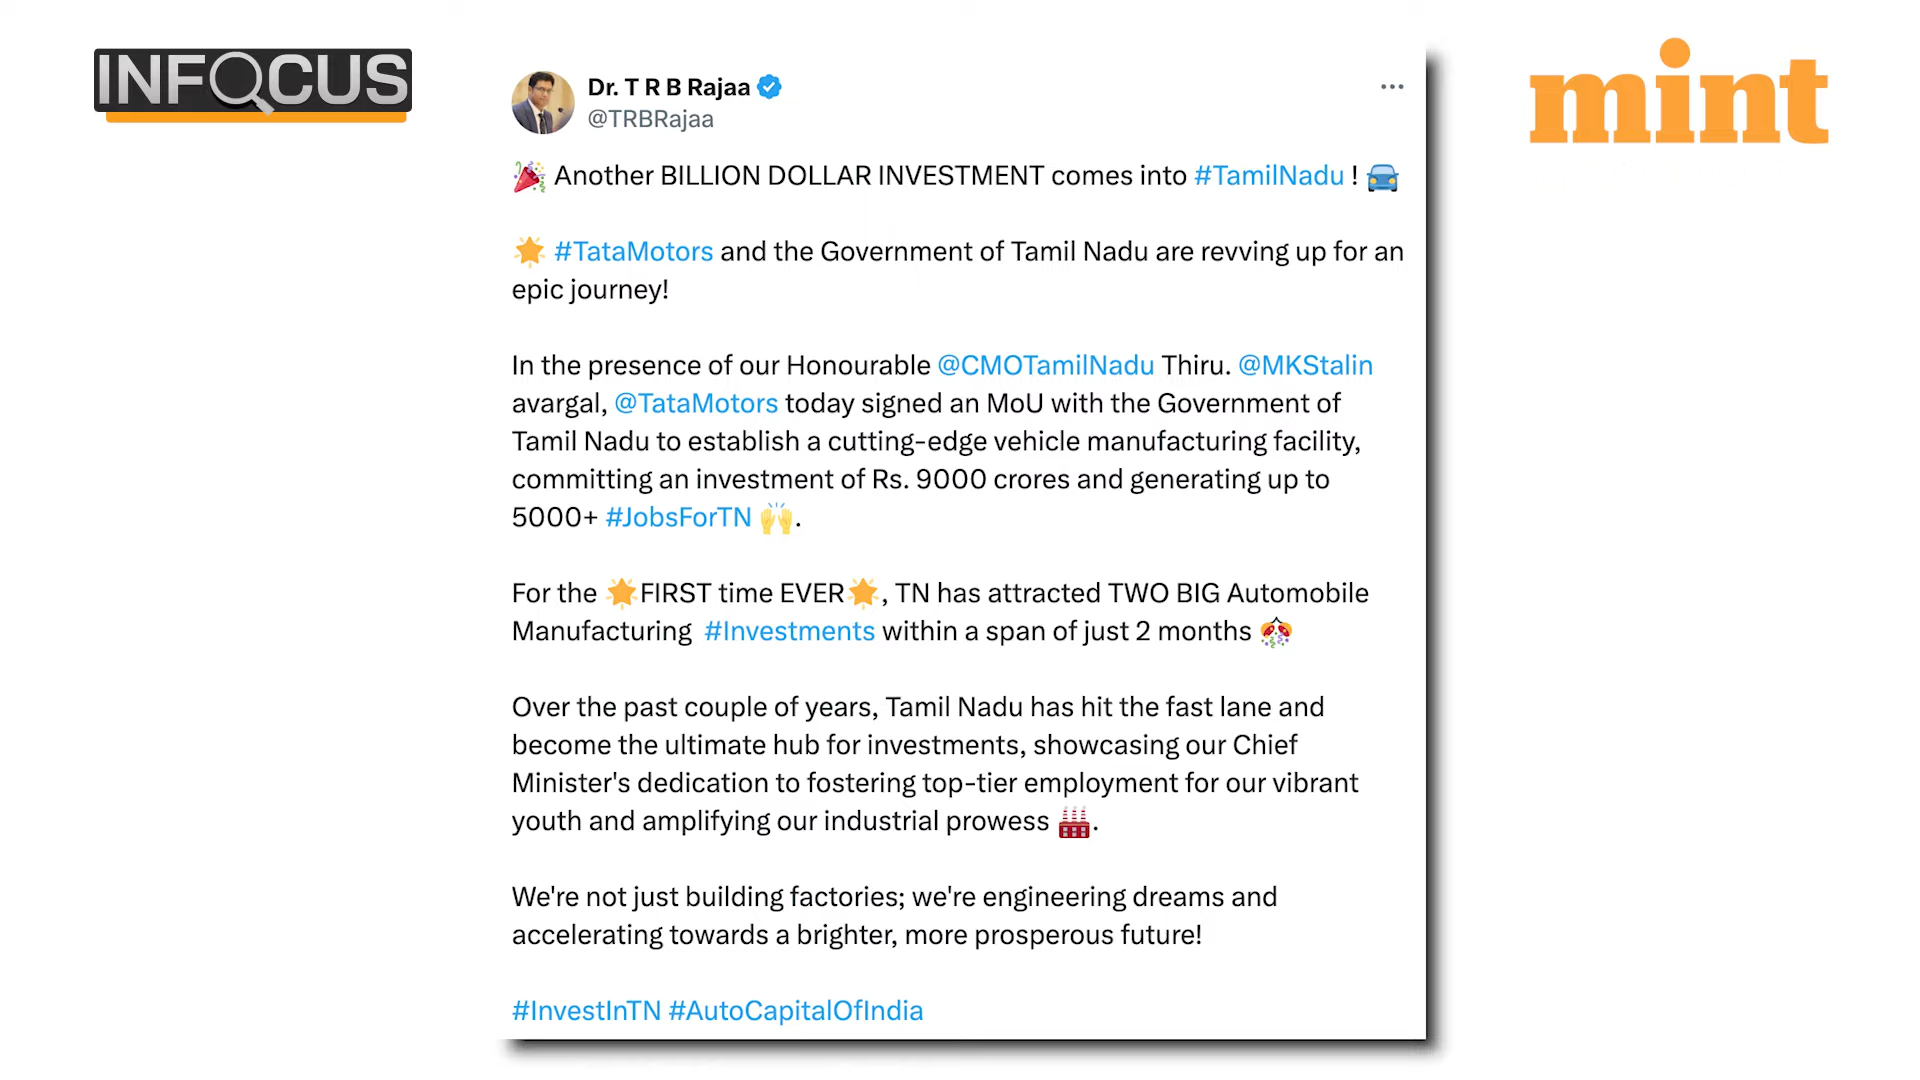 INFOCUS
mint
Dr. T R B Rajaa
@TRBRajaa
🎉 Another BILLION DOLLAR INVESTMENT comes into #TamilNadu ! 🚘
🌟 #TataMotors and the Government of Tamil Nadu are revving up for an
epic journey!
In the presence of our Honourable @CMOTamilNadu Thiru. @MKStalin
avargal, @TataMotors today signed an MoU with the Government of
Tamil Nadu to establish a cutting-edge vehicle manufacturing facility,
committing an investment of Rs. 9000 crores and generating up to
5000+ #JobsForTN 🙌.
For the 🌟FIRST time EVER🌟, TN has attracted TWO BIG Automobile
Manufacturing #Investments within a span of just 2 months 🎊
Over the past couple of years, Tamil Nadu has hit the fast lane and
become the ultimate hub for investments, showcasing our Chief
Minister's dedication to fostering top-tier employment for our vibrant
youth and amplifying our industrial prowess 🏭.
We're not just building factories; we're engineering dreams and
accelerating towards a brighter, more prosperous future!
#InvestInTN #AutoCapitalOfIndia